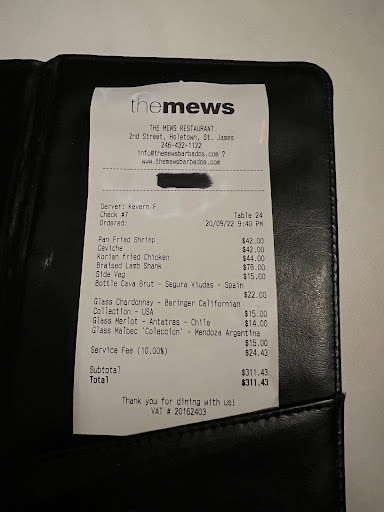 themews
THE MEWS RESTAURANT
2nd Street, Holetown, St. James
246-432-1122
info@themewsbarbados.com ?
www.themewsbarbados.com
Server: Kevern F
Check #7 Table 24
Ordered: 20/09/22 9:40 PM
Pan Fried Shrimp $42.00
Ceviche $42.00
Korian fried Chicken $44.00
Braised Lamb Shank $78.00
Side Veg $15.00
Bottle Cava Brut - Segura Viudas - Spain
$22.00
Glass Chardonnay - Beringer Californian
Collection - USA $15.00
Glass Merlot - Antatres - Chile $14.00
Glass Malbec 'Coleccion' - Mendoza Argentina
$15.00
Service Fee (10.00%) $24.43
Subtotal $311.43
Total $311.43
Thank you for dining with us!
VAT # 20162403